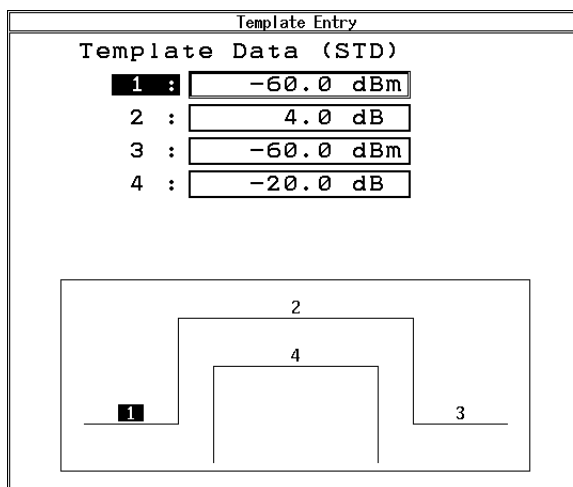 Template Entry
Template Data (STD)
1 : -60.0 dBm
2 : 4.0 dB
3 : -60.0 dBm
4 : -20.0 dB
2
4
1
3